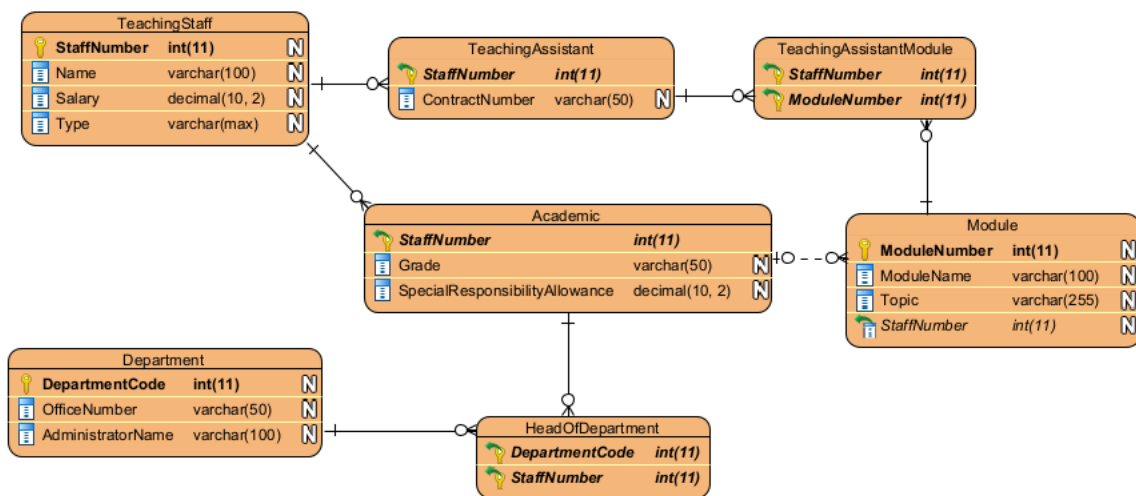 TeachingStaff
StaffNumber int(11) N
Name varchar(100) N
Salary decimal(10, 2) N
Type varchar(max) N
TeachingAssistant
StaffNumber int(11)
ContractNumber varchar(50) N
TeachingAssistantModule
StaffNumber int(11)
ModuleNumber int(11)
Academic
StaffNumber int(11)
Grade varchar(50) N
SpecialResponsibilityAllowance decimal(10, 2) N
Module
ModuleNumber int(11) N
ModuleName varchar(100) N
Topic varchar(255) N
StaffNumber int(11) N
Department
DepartmentCode int(11) N
OfficeNumber varchar(50) N
AdministratorName varchar(100) N
HeadOfDepartment
DepartmentCode int(11)
StaffNumber int(11)